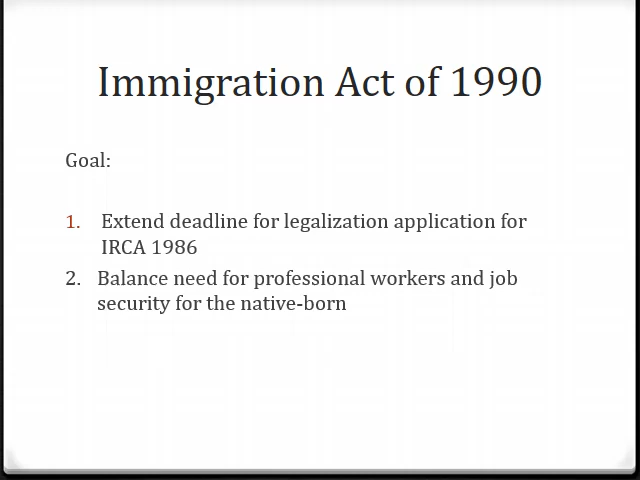 Immigration Act of 1990
Goal:
1. Extend deadline for legalization application for
IRCA 1986
2. Balance need for professional workers and job
security for the native-born